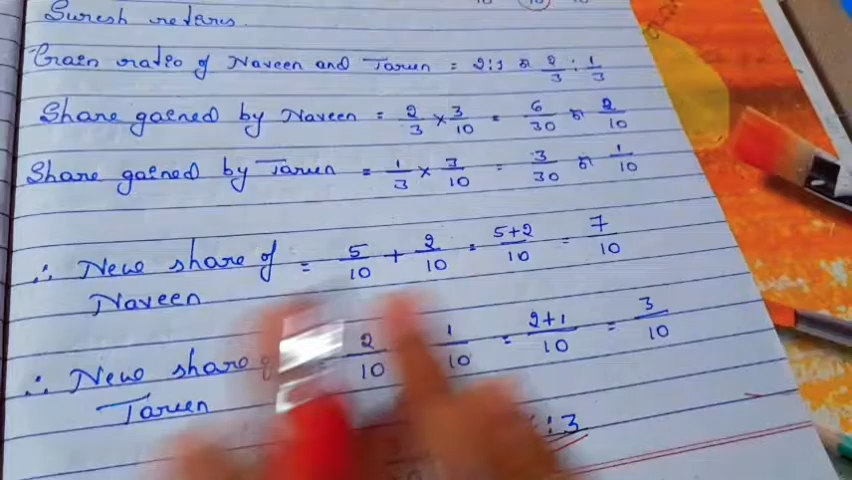 Suresh retires.
Gain ratio of Naveen and Tarun = 2:1 or 2/3 : 1/3
Share gained by Naveen = 2/3 × 3/10 = 6/30 or 2/10
Share gained by Tarun = 1/3 × 3/10 = 3/30 or 1/10
∴ New share of Naveen = 5/10 + 2/10 = 5+2/10 = 7/10
∴ New share Tarun = 2/10 1/10 = 2+1/10 = 3/10
: 3